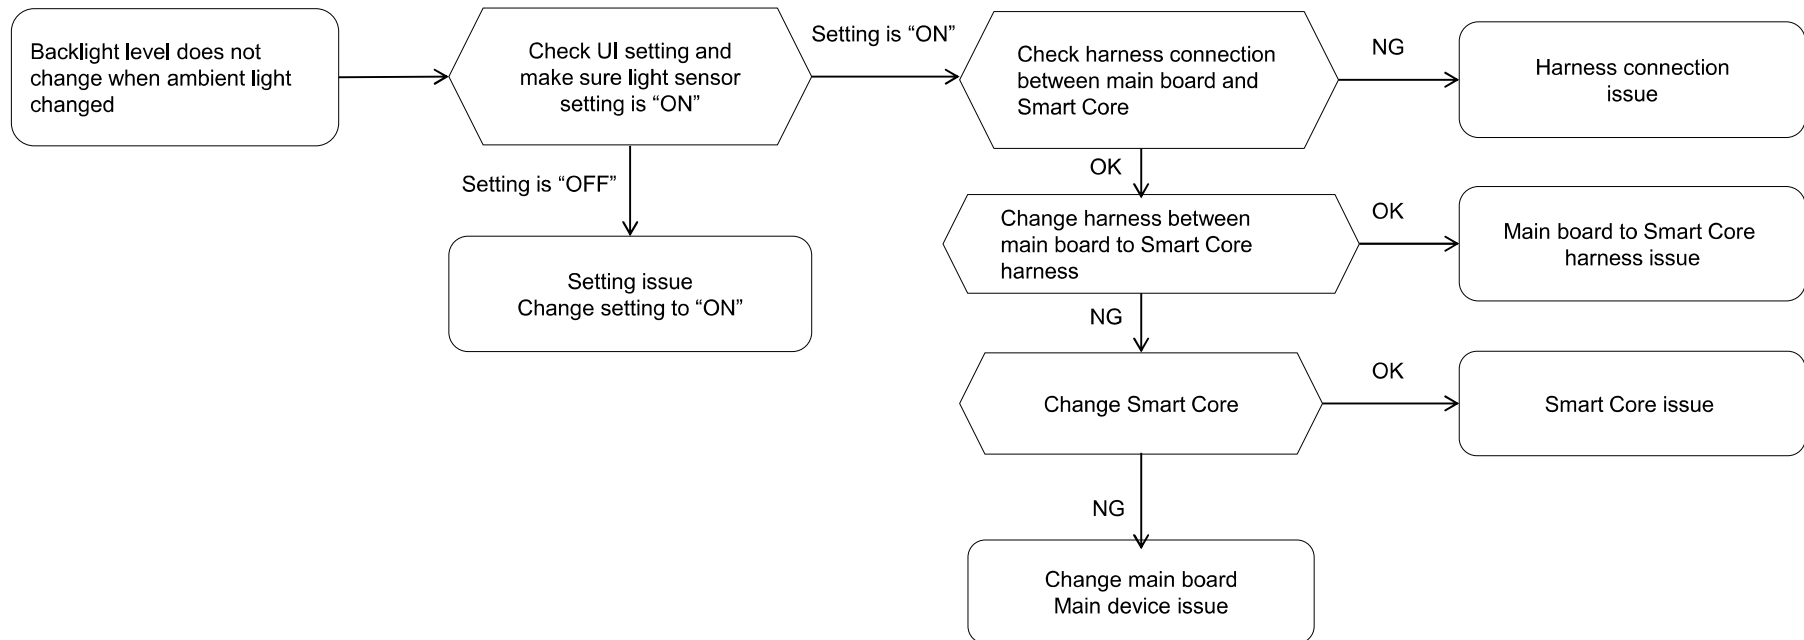 Backlight level does not
change when ambient light
changed
Check UI setting and
make sure light sensor
setting is “ON”
Setting is “ON”
Check harness connection
between main board and
Smart Core
NG
Harness connection
issue
Setting is “OFF”
OK
Setting issue
Change setting to “ON”
Change harness between
main board to Smart Core
harness
OK
Main board to Smart Core
harness issue
NG
Change Smart Core
OK
Smart Core issue
NG
Change main board
Main device issue